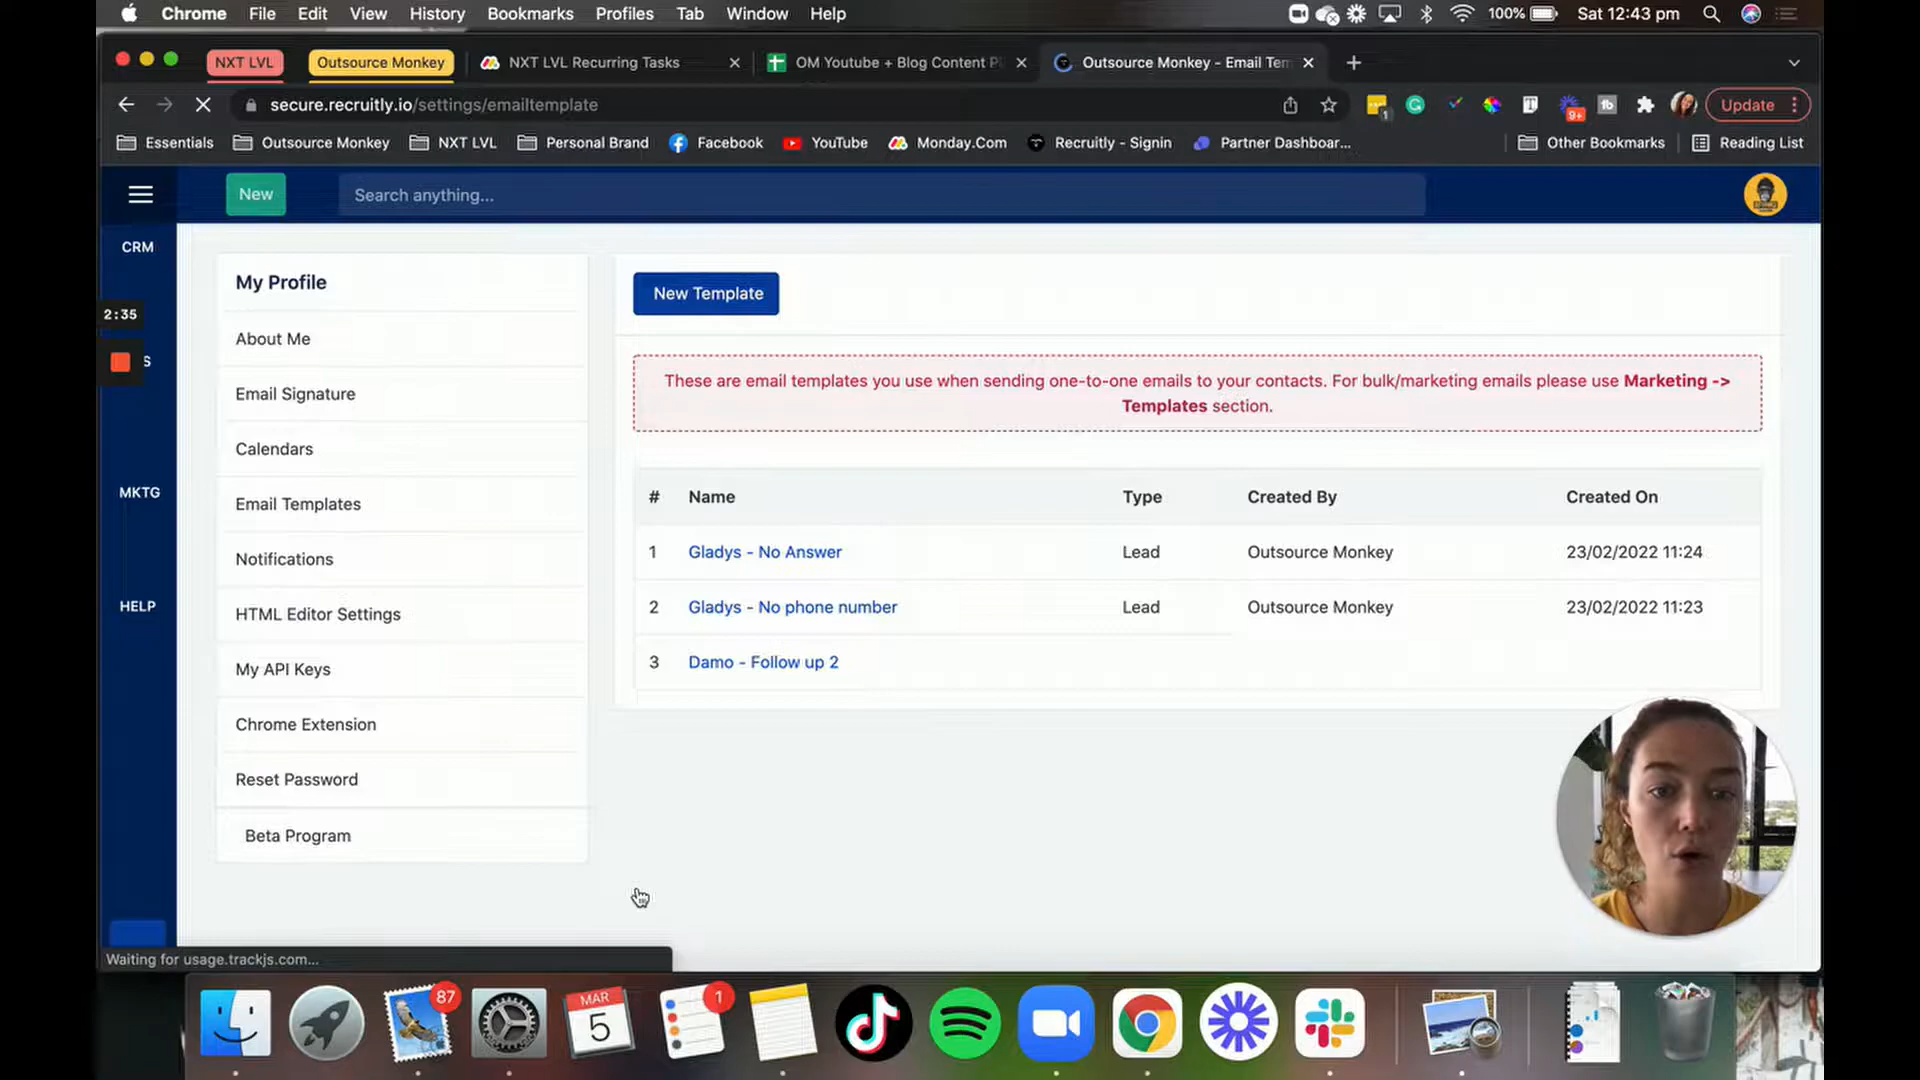 Chrome File Edit View History Bookmarks Profiles Tab Window Help 100% Sat 12:43 pm
NXT LVL Outsource Monkey NXT LVL Recurring Tasks OM Youtube + Blog Content P Outsource Monkey - Email Tem
secure.recruitly.io/settings/emailtemplate 1 T 9+ tb Update
Essentials Outsource Monkey NXT LVL Personal Brand Facebook YouTube Monday.Com Recruitly - Signin Partner Dashboar... Other Bookmarks Reading List
New Search anything...
CRM
My Profile
New Template
2:35
About Me
S
These are email templates you use when sending one-to-one emails to your contacts. For bulk/marketing emails please use Marketing ->
Templates section.
Email Signature
Calendars
MKTG
# Name Type Created By Created On
Email Templates
1 Gladys - No Answer Lead Outsource Monkey 23/02/2022 11:24
Notifications
HELP
2 Gladys - No phone number Lead Outsource Monkey 23/02/2022 11:23
HTML Editor Settings
3 Damo - Follow up 2
My API Keys
Chrome Extension
Reset Password
Beta Program
Waiting for usage.trackjs.com...
87
MAR
5
1